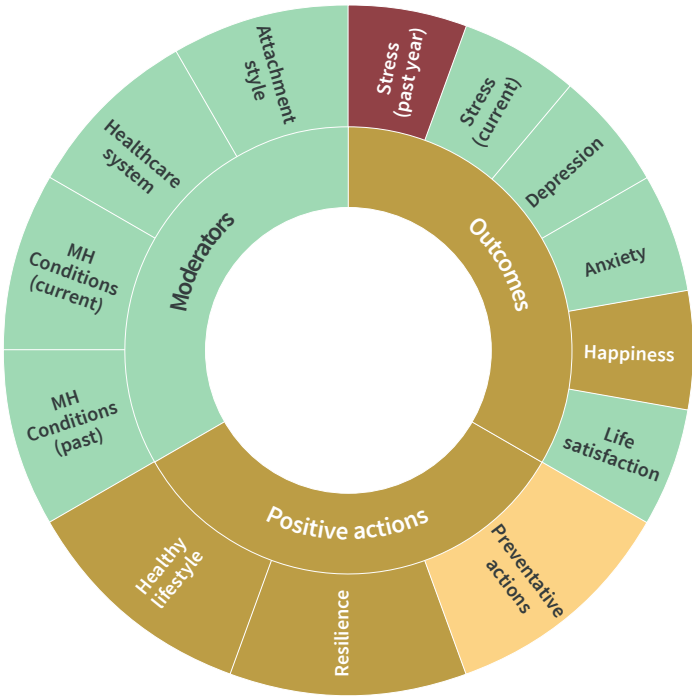 Stress
(past year)
Stress
(current)
Depression
Anxiety
Happiness
Life
satisfaction
Preventative
actions
Resilience
Healthy
lifestyle
MH
Conditions
(past)
MH
Conditions
(current)
Healthcare
system
Attachment
style
Outcomes
Positive actions
Moderators